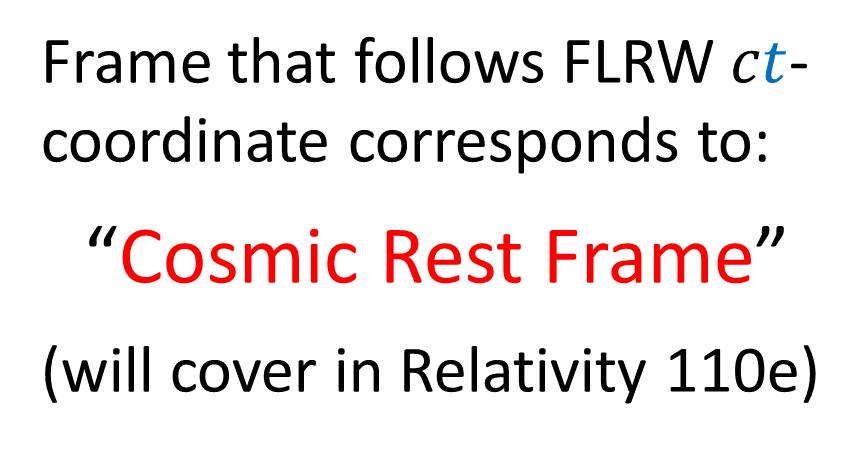 Frame that follows FLRW ct-
coordinate corresponds to:
“Cosmic Rest Frame”
(will cover in Relativity 110e)